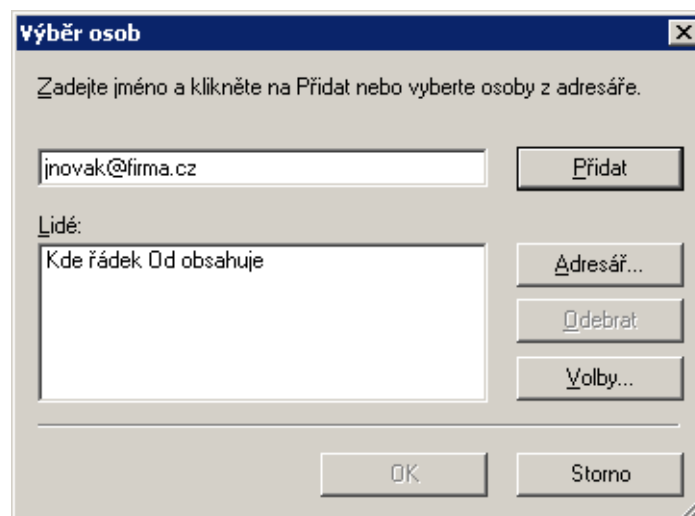 Výběr osob
Zadejte jméno a klikněte na Přidat nebo vyberte osoby z adresáře.
jnovak@firma.cz
Přidat
Lidé:
Kde řádek Od obsahuje
Adresář...
Odebrat
Volby...
OK
Storno